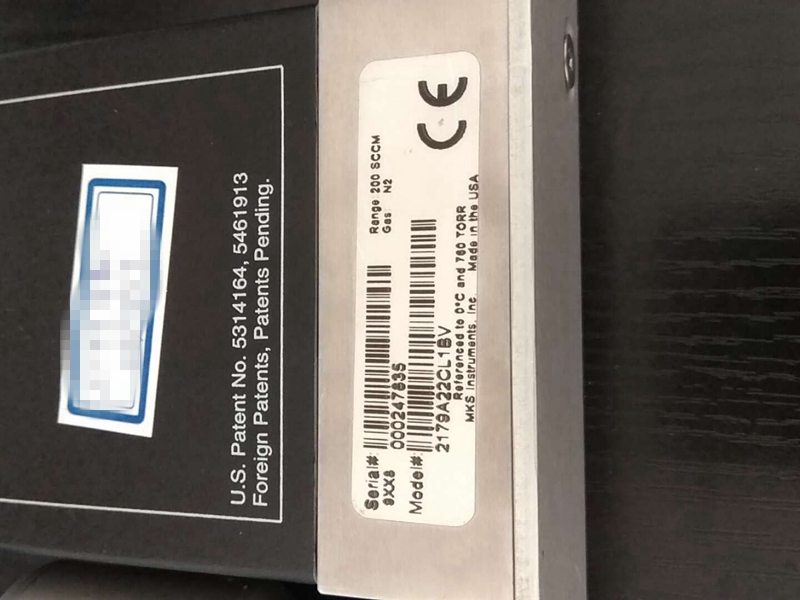 U.S. Patent No. 5314164, 5461913
Foreign Patents, Patents Pending.
Serial#:
9XX8
000247835
Range 200 SCCM
Gas N2
Model#:
2179A22CL1BV
Referenced to 0°C and 760 TORR
MKS Instruments, Inc. Made in the USA
CE